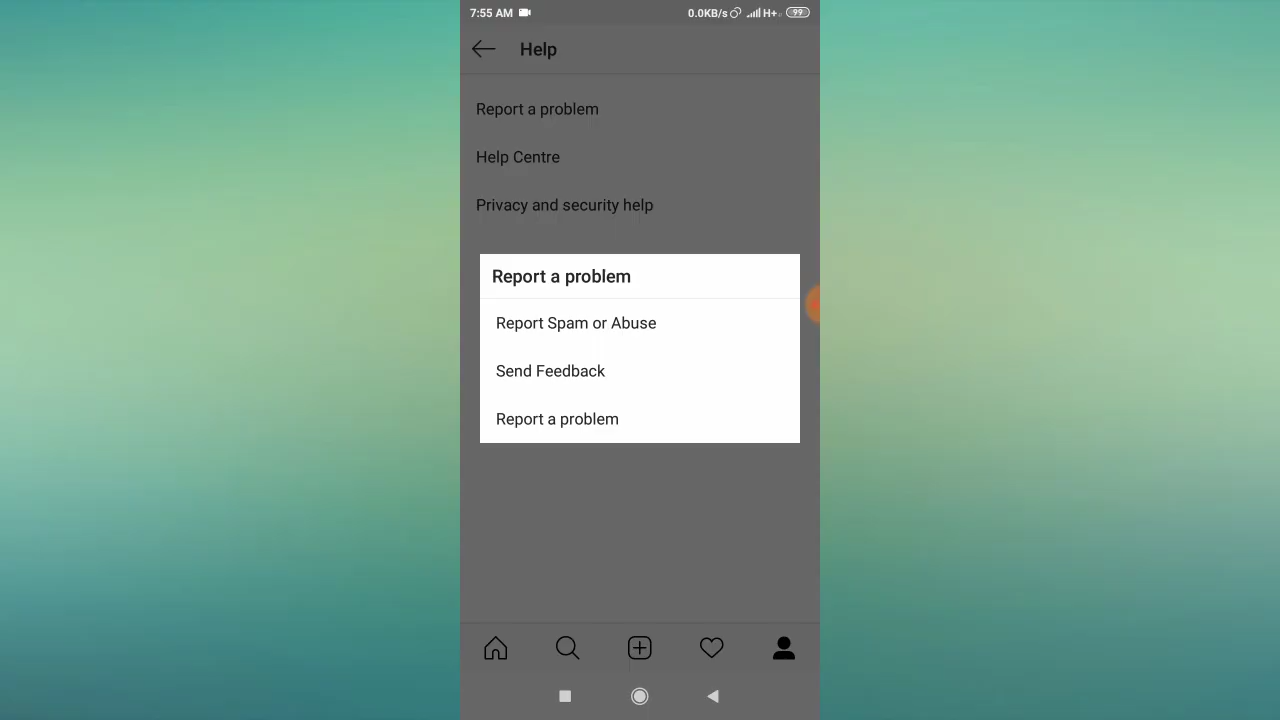 7:55 AM 0.0KB/s H+ 99
Help
Report a problem
Help Centre
Privacy and security help
Report a problem
Report Spam or Abuse
Send Feedback
Report a problem